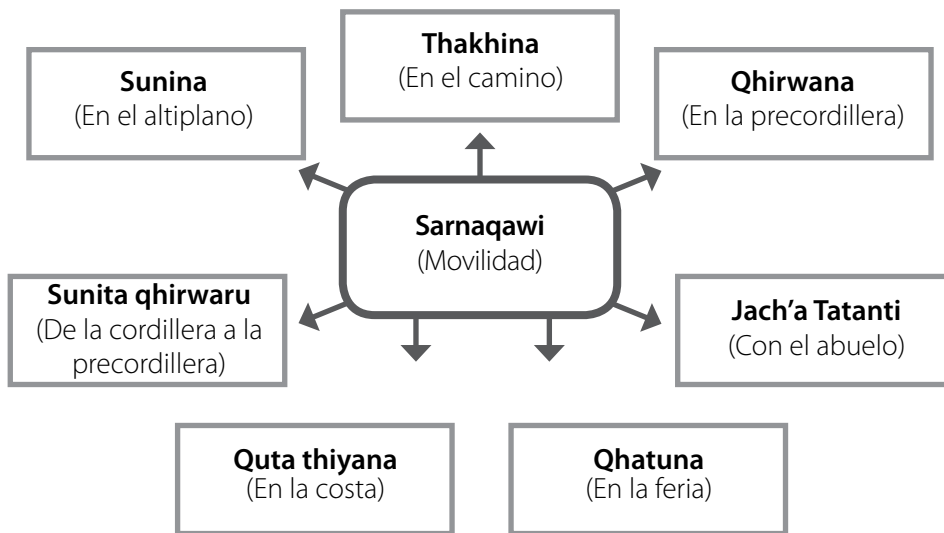 Thakhina
(En el camino)
Sunina
(En el altiplano)
Qhirwana
(En la precordillera)
Sarnaqawi
(Movilidad)
Sunita qhirwaru
(De la cordillera a la
precordillera)
Jach'a Tatanti
(Con el abuelo)
Quta thiyana
(En la costa)
Qhatuna
(En la feria)